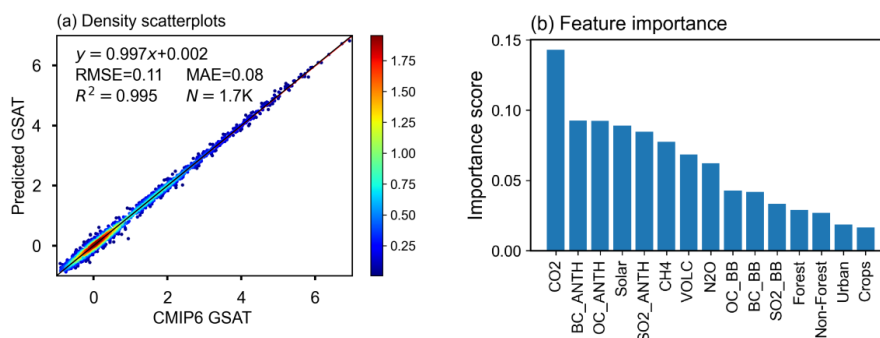 (a) Density scatterplots
y = 0.997x+0.002
RMSE=0.11 MAE=0.08
R² = 0.995 N = 1.7K
Predicted GSAT
6
4
2
0
0 2 4 6
CMIP6 GSAT
1.75
1.50
1.25
1.00
0.75
0.50
0.25
(b) Feature importance
Importance score
0.15
0.10
0.05
0.00
CO2
BC_ANTH
OC_ANTH
Solar
SO2_ANTH
CH4
VOLC
N2O
OC_BB
BC_BB
SO2_BB
Forest
Non-Forest
Urban
Crops